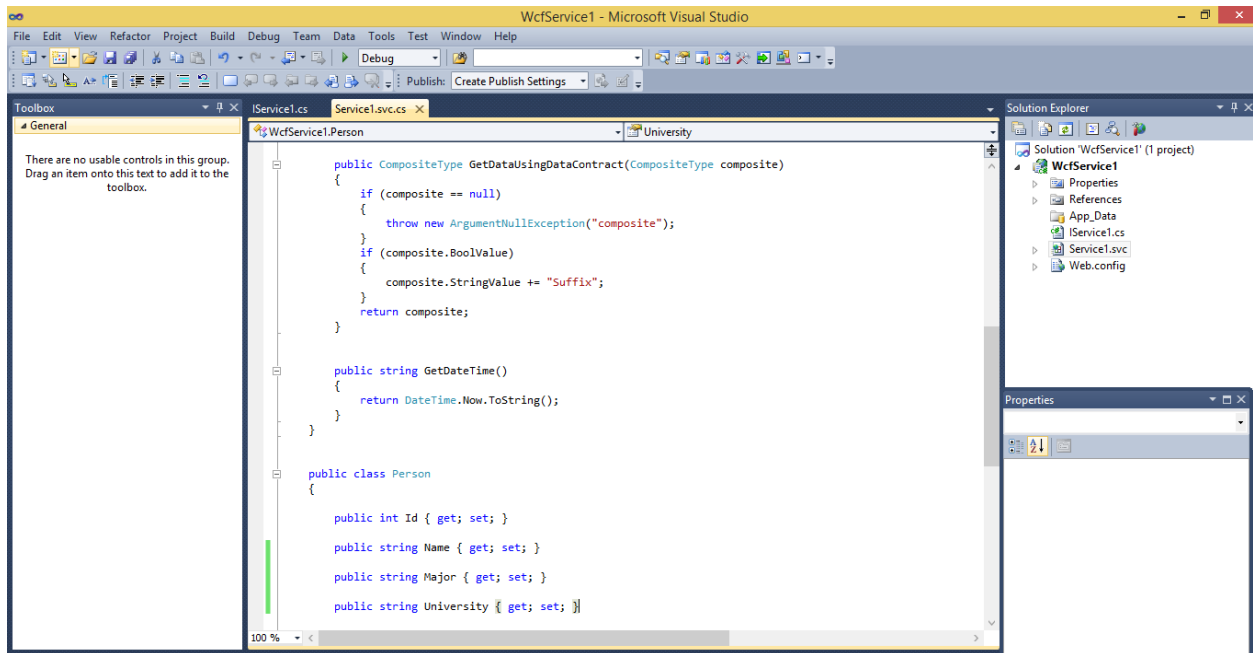 WcfService1 - Microsoft Visual Studio
File Edit View Refactor Project Build Debug Team Data Tools Test Window Help
Debug
Publish: Create Publish Settings
Toolbox
General
There are no usable controls in this group.
Drag an item onto this text to add it to the
toolbox.
IService1.cs Service1.svc.cs
WcfService1.Person University
public CompositeType GetDataUsingDataContract(CompositeType composite)
{
if (composite == null)
{
throw new ArgumentNullException("composite");
}
if (composite.BoolValue)
{
composite.StringValue += "Suffix";
}
return composite;
}
public string GetDateTime()
{
return DateTime.Now.ToString();
}
}
public class Person
{
public int Id { get; set; }
public string Name { get; set; }
public string Major { get; set; }
public string University { get; set; }
100 %
Solution Explorer
Solution 'WcfService1' (1 project)
WcfService1
Properties
References
App_Data
IService1.cs
Service1.svc
Web.config
Properties